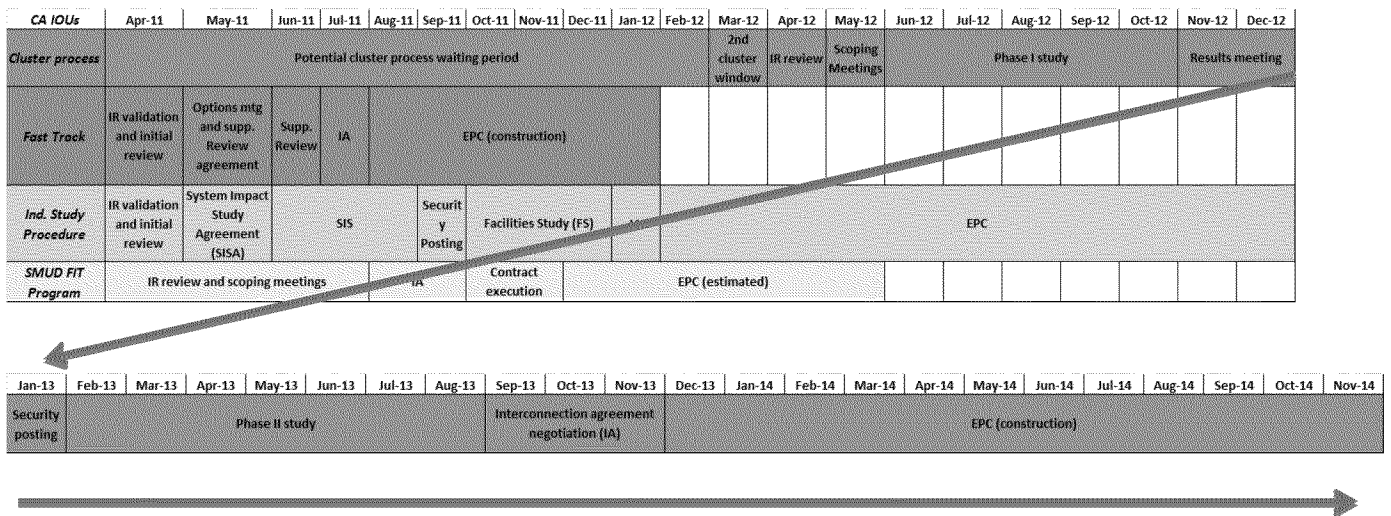 CA IOUs Apr-11 May-11 Jun-11 Jul-11 Aug-11 Sep-11 Oct-11 Nov-11 Dec-11 Jan-12 Feb-12 Mar-12 Apr-12 May-12 Jun-12 Jul-12 Aug-12 Sep-12 Oct-12 Nov-12 Dec-12
Cluster process
Potential cluster process waiting period
2nd
cluster
window
IR review
Scoping
Meetings
Phase I study
Results meeting
Fast Track
IR validation
and initial
review
Options mtg
and supp.
Review
agreement
Supp.
Review
IA
EPC (construction)
Ind. Study
Procedure
IR validation
and initial
review
System Impact
Study
Agreement
(SISA)
SIS
Securit
y
Posting
Facilities Study (FS)
EPC
SMUD FIT
Program
IR review and scoping meetings
IA
Contract
execution
EPC (estimated)
Jan-13 Feb-13 Mar-13 Apr-13 May-13 Jun-13 Jul-13 Aug-13 Sep-13 Oct-13 Nov-13 Dec-13 Jan-14 Feb-14 Mar-14 Apr-14 May-14 Jun-14 Jul-14 Aug-14 Sep-14 Oct-14 Nov-14
Security
posting
Phase II study
Interconnection agreement
negotiation (IA)
EPC (construction)